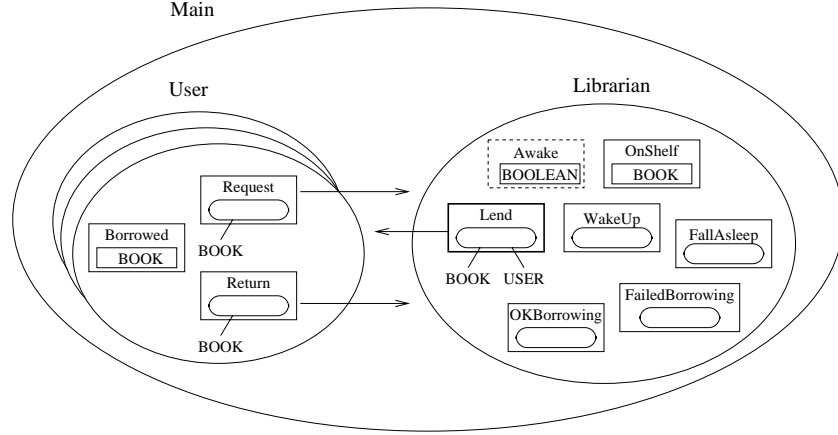 Main
User
Librarian
Awake
BOOLEAN
OnShelf
BOOK
Request
BOOK
Borrowed
BOOK
Return
BOOK
Lend
BOOK
USER
WakeUp
FallAsleep
OKBorrowing
FailedBorrowing